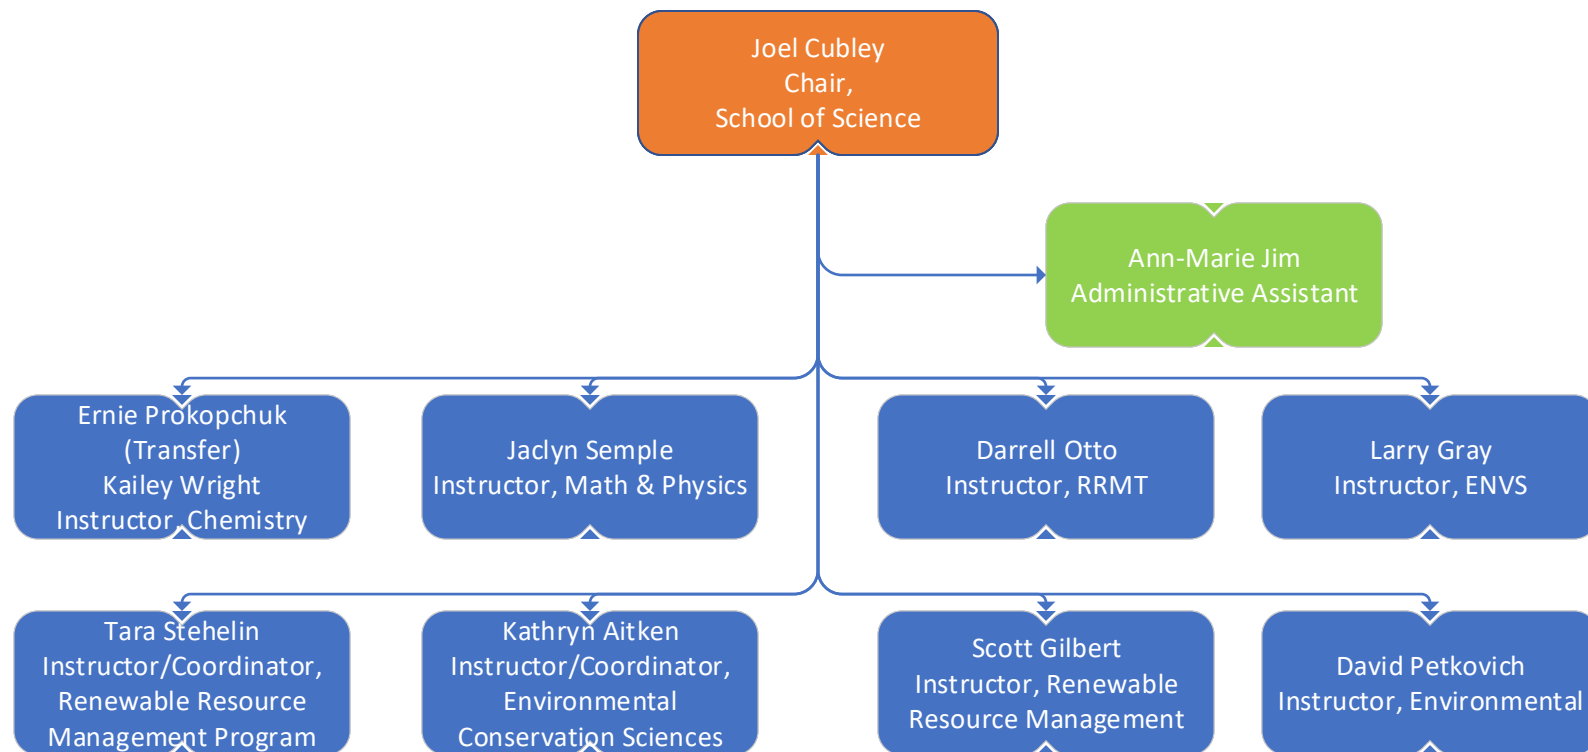 Joel Cubley
Chair,
School of Science
Ann-Marie Jim
Administrative Assistant
Ernie Prokopchuk
(Transfer)
Kailey Wright
Instructor, Chemistry
Jaclyn Semple
Instructor, Math & Physics
Darrell Otto
Instructor, RRMT
Larry Gray
Instructor, ENVS
Tara Stehelin
Instructor/Coordinator,
Renewable Resource
Management Program
Kathryn Aitken
Instructor/Coordinator,
Environmental
Conservation Sciences
Scott Gilbert
Instructor, Renewable
Resource Management
David Petkovich
Instructor, Environmental